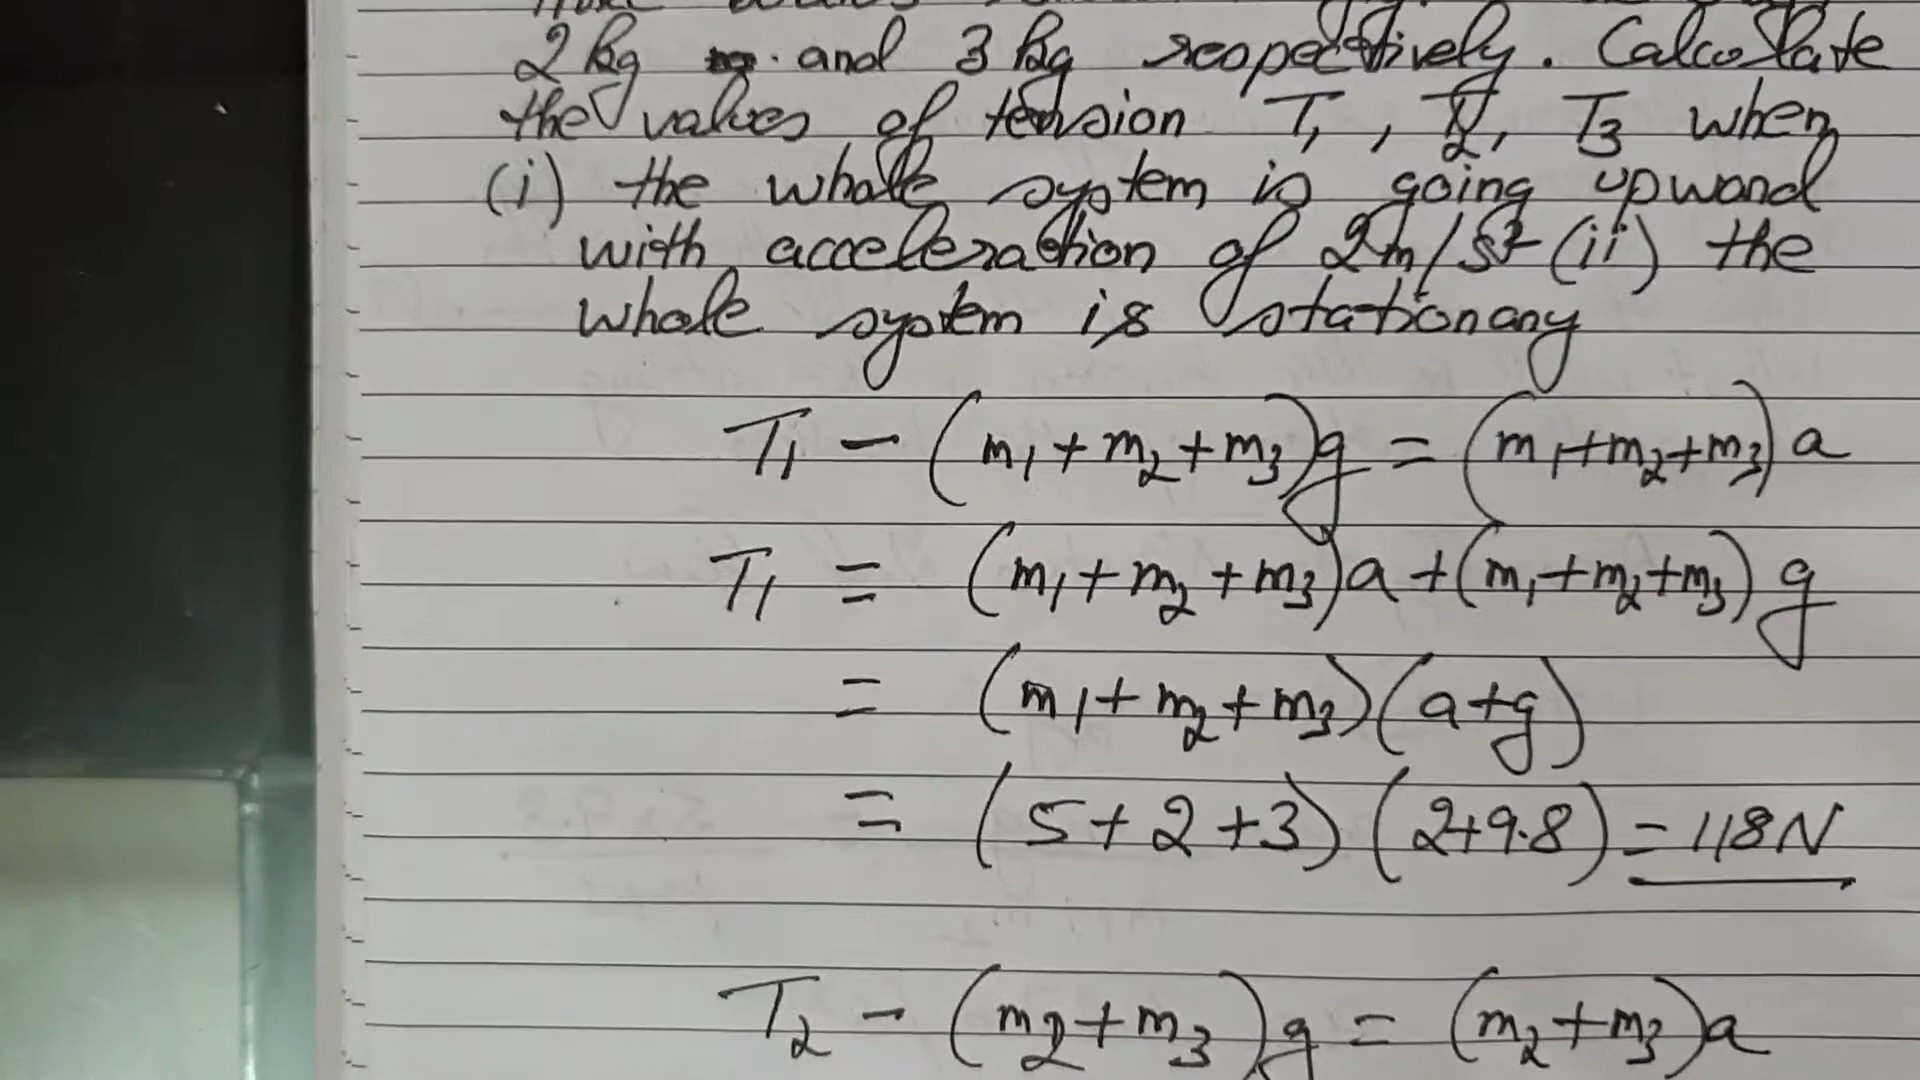 2 kg and 3 kg respectively. Calculate
the values of tension T₁, T₂, T₃ when
(i) the whole system is going upward
with acceleration of 2m/s² (ii) the
whole system is stationary
T₁ – (m₁+m₂+m₃)g = (m₁+m₂+m₃)a
T₁ = (m₁+m₂+m₃)a+(m₁+m₂+m₃)g
= (m₁+m₂+m₃)(a+g)
= (5+2+3)(2+9.8) = 118N
T₂ – (m₂+m₃)g = (m₂+m₃)a